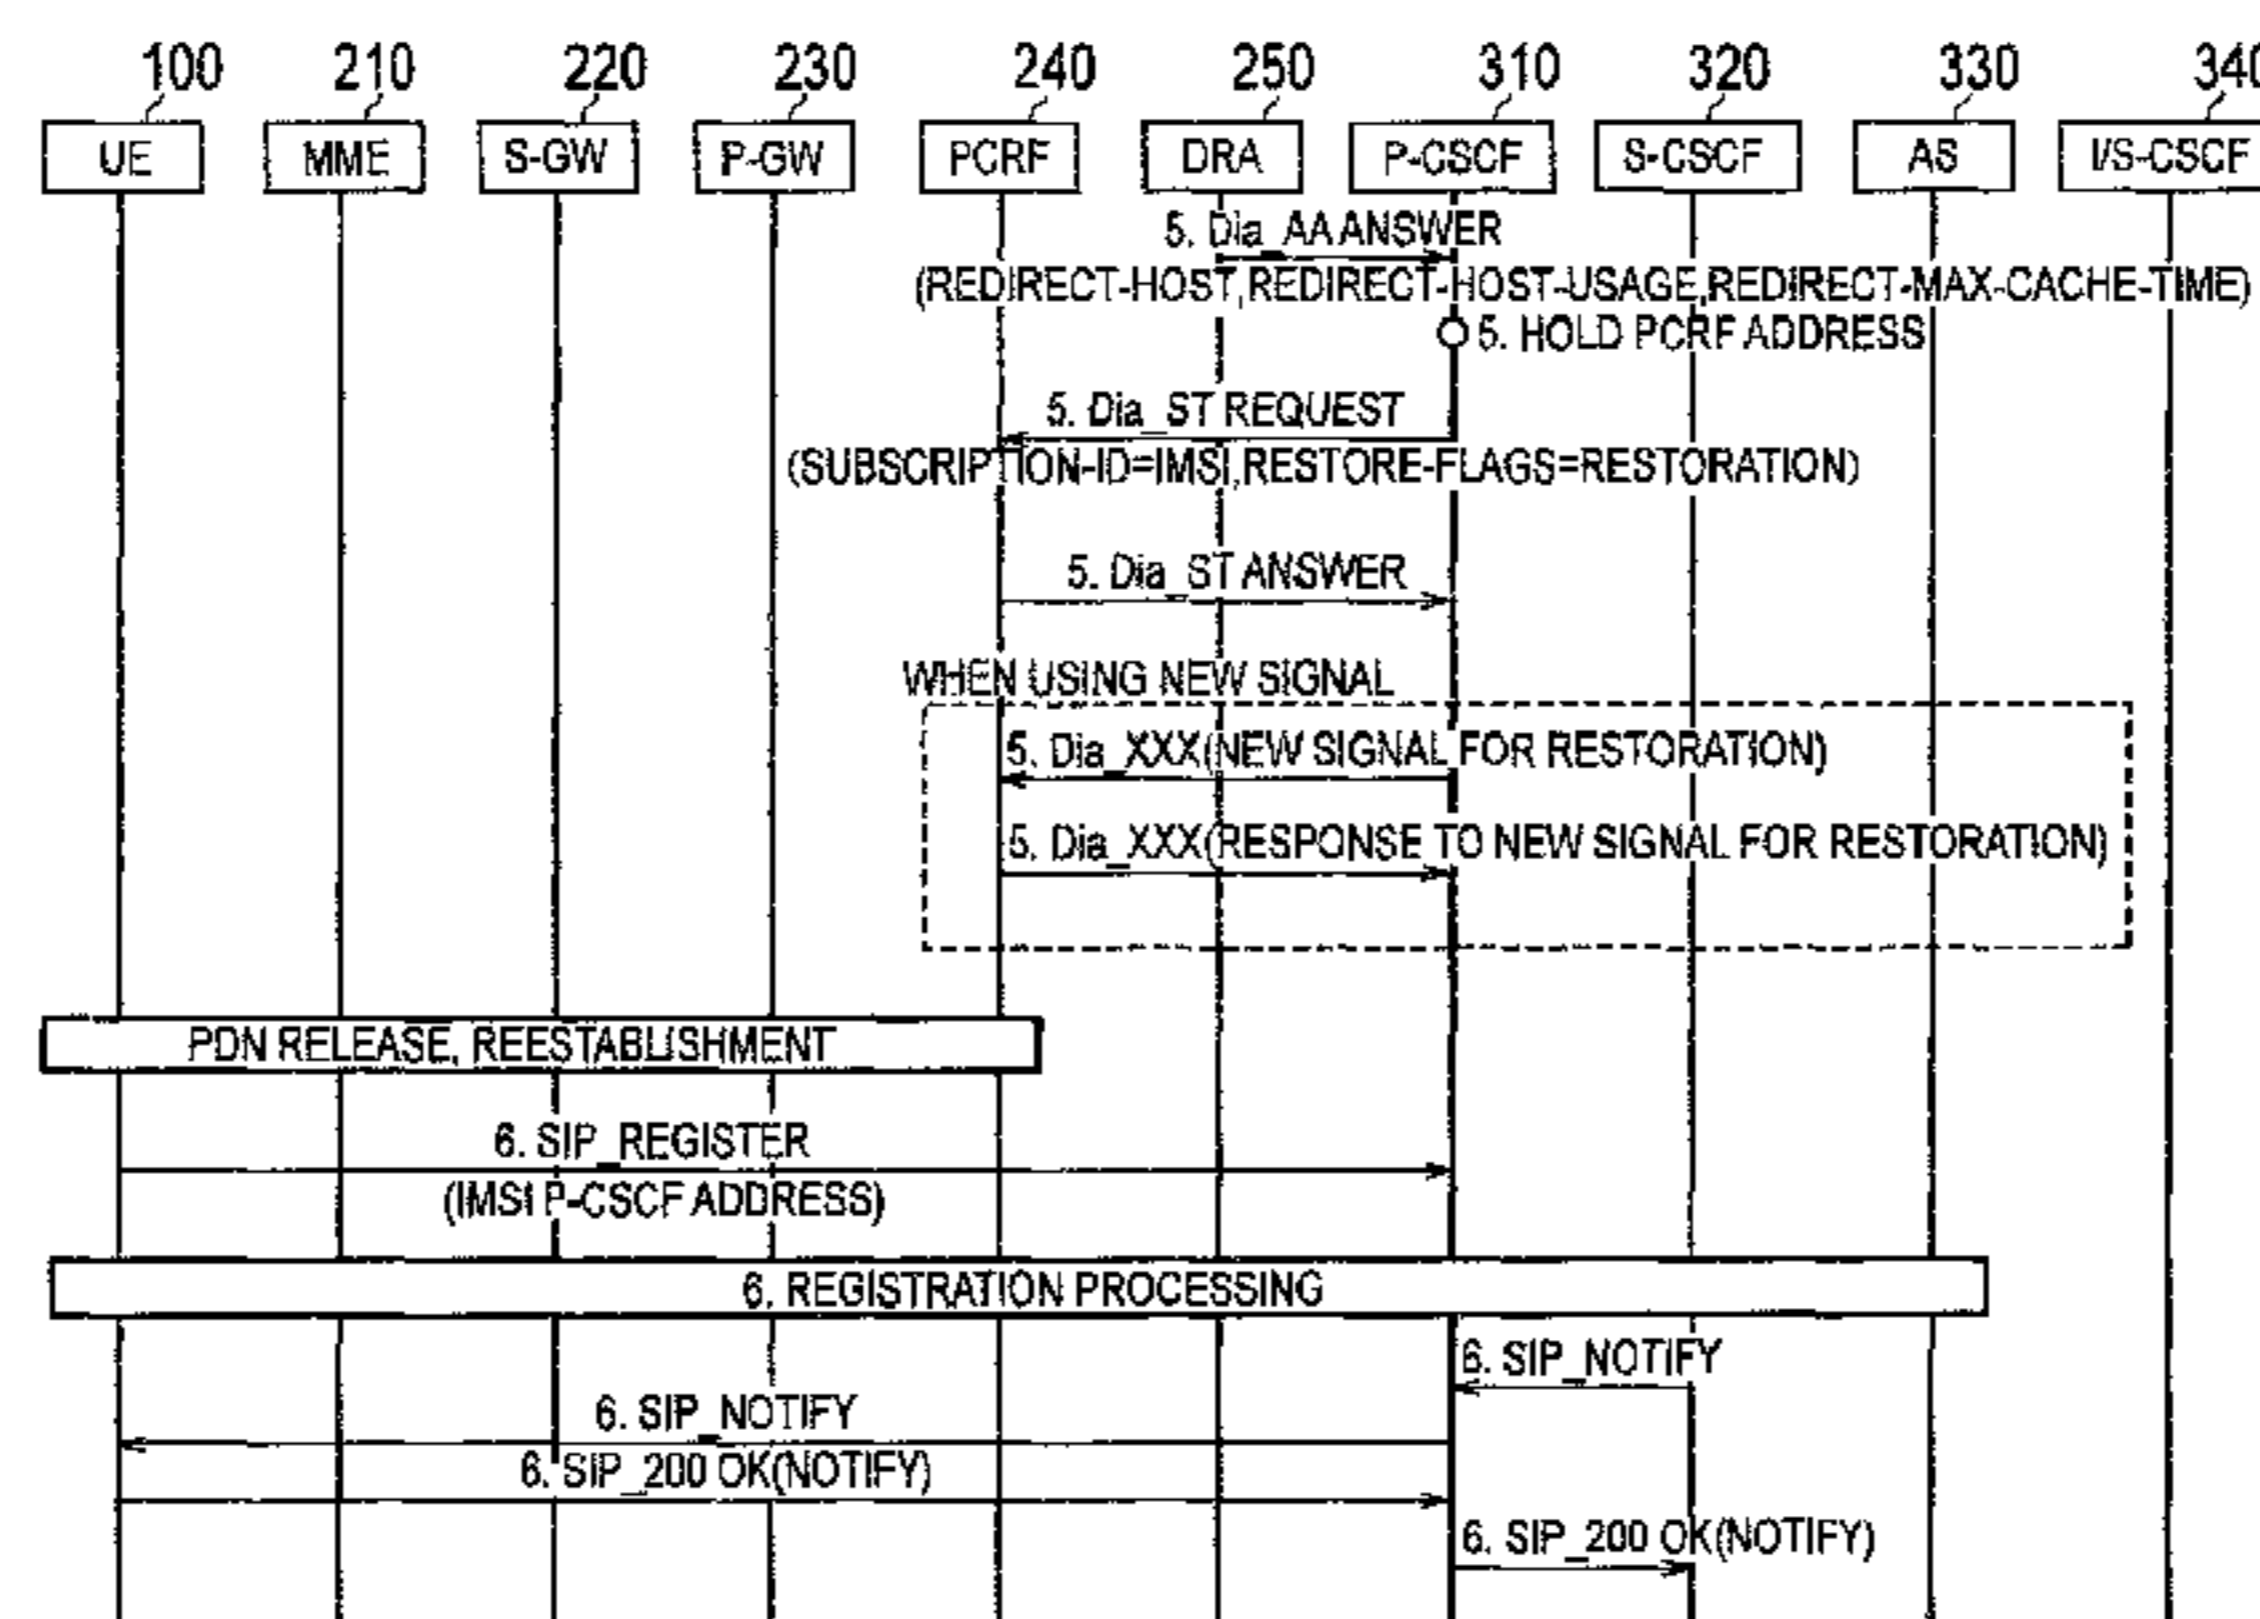 100 210 220 230 240 250 310 320 330 340
UE MME S-GW P-GW PCRF DRA P-CSCF S-CSCF AS I/S-CSCF
5. Dia_AA ANSWER
(REDIRECT-HOST,REDIRECT-HOST-USAGE,REDIRECT-MAX-CACHE-TIME)
5. HOLD PCRF ADDRESS
5. Dia_ST REQUEST
(SUBSCRIPTION-ID=IMSI,RESTORE-FLAGS=RESTORATION)
5. Dia_ST ANSWER
WHEN USING NEW SIGNAL
5. Dia_XXX(NEW SIGNAL FOR RESTORATION)
5. Dia_XXX(RESPONSE TO NEW SIGNAL FOR RESTORATION)
PDN RELEASE, REESTABLISHMENT
6. SIP_REGISTER
(IMSI P-CSCF ADDRESS)
6. REGISTRATION PROCESSING
6. SIP_NOTIFY
6. SIP_NOTIFY
6. SIP_200 OK(NOTIFY)
6. SIP_200 OK(NOTIFY)